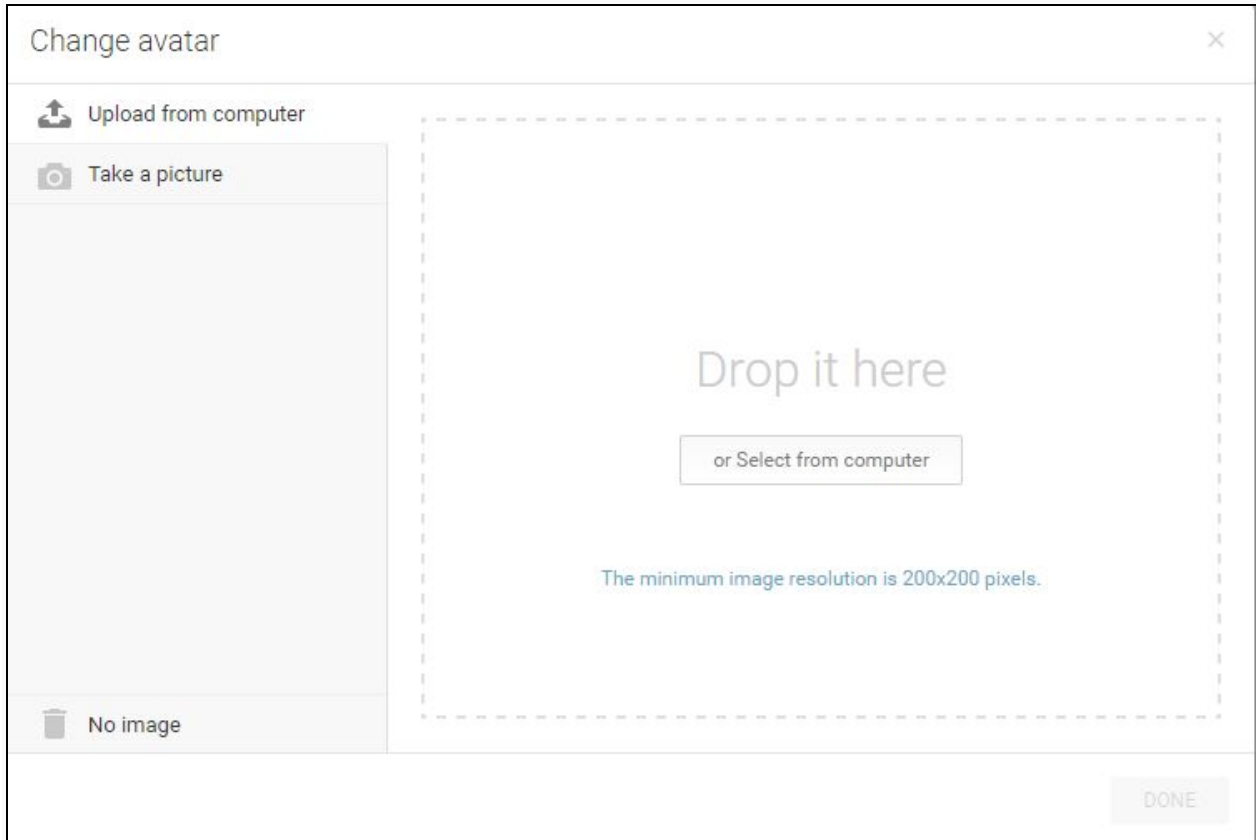 Change avatar
Upload from computer
Take a picture
Drop it here
or Select from computer
The minimum image resolution is 200x200 pixels.
No image
DONE